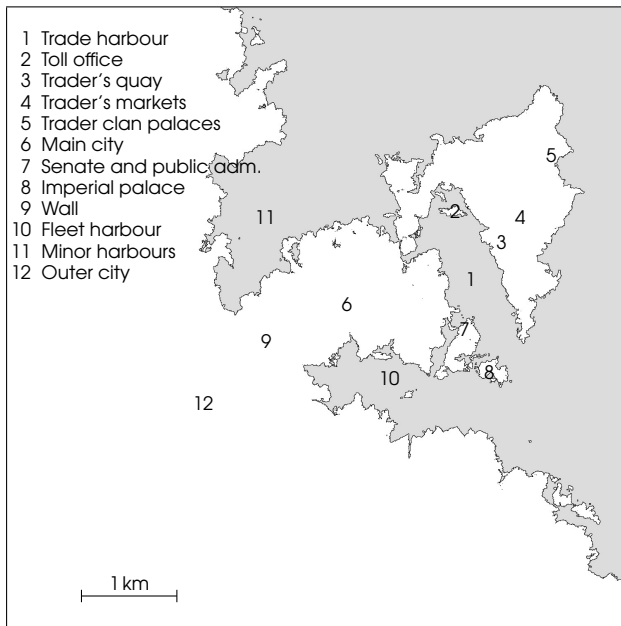 1 Trade harbour
2 Toll office
3 Trader's quay
4 Trader's markets
5 Trader clan palaces
6 Main city
7 Senate and public adm.
8 Imperial palace
9 Wall
10 Fleet harbour
11 Minor harbours
12 Outer city
5
2
11
4
3
1
6
7
9
8
10
12
1 km